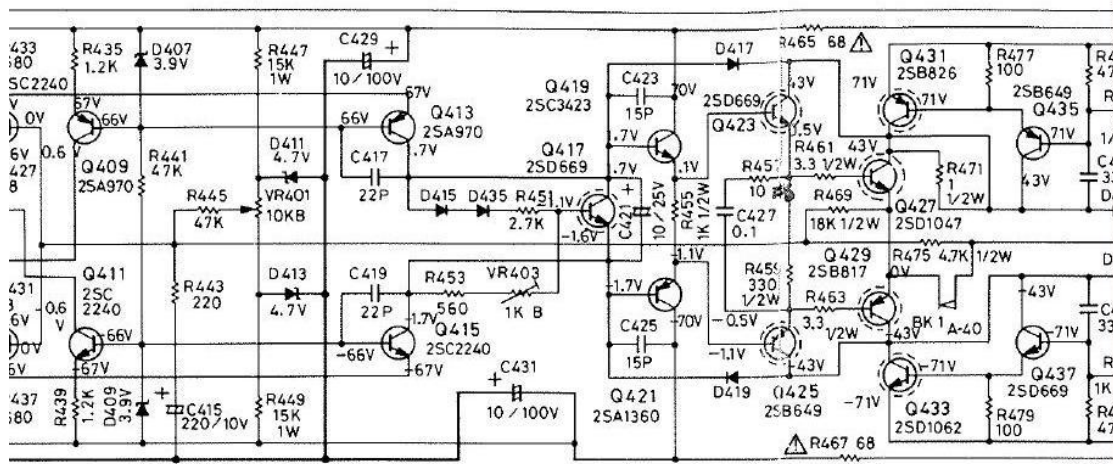 R435
1.2K
D407
3.9V
R447
15K
1W
C429
+
10/100V
D417
R465 68
Q431
2SB826
R477
100
2SB649
Q435
680
2SC2240
67V
-66V
0V
-0.6
V
Q409
2SA970
R441
47K
R445
47K
D411
4.7V
VR401
10KB
66V
67V
Q413
2SA970
.7V
C417
22P
D415
D435
R451
2.7K
1.1V
-1.6V
Q419
2SC3423
Q417
2SD669
C423
15P
70V
1.7V
.7V
.1V
C421
+
10/25V
R455
1K 1/2W
2SD669
Q423
43V
0.5V
R457
10
C427
0.1
R461
3.3 1/2W
R469
18K 1/2W
71V
71V
43V
R471
1
1/2W
Q427
2SD1047
71V
43V
Q411
2SC
2240
R443
220
D413
4.7V
C419
22P
R453
560
VR403
1K B
-1.7V
Q415
2SC2240
-66V
-67V
-1.7V
-1.1V
-70V
C425
15P
Q421
2SA1360
R459
330
1/2W
-0.5V
-1.1V
-43V
Q425
2SB649
D419
Q429
2SB817
0V
R463
3.3
1/2W
-43V
R475 4.7K 1/2W
BK 1
A-40
-43V
-71V
-71V
-71V
Q437
2SD669
Q433
2SD1062
R479
100
-0.6
V
0V
-66V
-67V
680
R439
1.2K
D409
3.9V
+
C415
220/10V
R449
15K
1W
C431
+
10/100V
R467 68